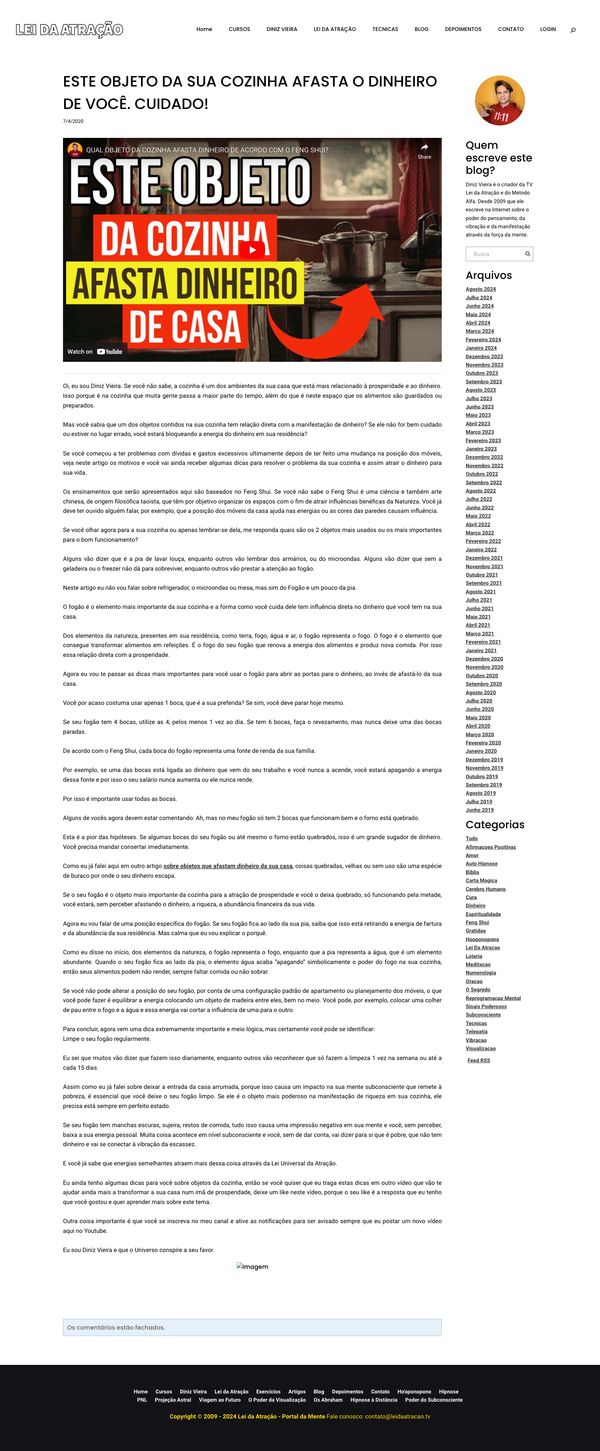 LEI DA ATRAÇÃO
Home CURSOS DINIZ VIEIRA LEI DA ATRAÇÃO TECNICAS BLOG DEPOIMENTOS CONTATO LOGIN
ESTE OBJETO DA SUA COZINHA AFASTA O DINHEIRO
DE VOCÊ. CUIDADO!
7/4/2020
QUAL OBJETO DA COZINHA AFASTA DINHEIRO DE ACORDO COM O FENG SHUI?
Share
ESTE OBJETO
DA COZINHA
AFASTA DINHEIRO
DE CASA
Watch on YouTube
Oi, eu sou Diniz Vieira. Se você não sabe, a cozinha é um dos ambientes da sua casa que está mais relacionado à prosperidade e ao dinheiro.
Isso porque é na cozinha que muita gente passa a maior parte do tempo, além do que é neste espaço que os alimentos são guardados ou
preparados.
Mas você sabia que um dos objetos contidos na sua cozinha tem relação direta com a manifestação de dinheiro? Se ele não for bem cuidado
ou estiver no lugar errado, você estará bloqueando a energia do dinheiro em sua residência?
Se você começou a ter problemas com dívidas e gastos excessivos ultimamente depois de ter feito uma mudança na posição dos móveis,
veja neste artigo os motivos e você vai ainda receber algumas dicas para resolver o problema da sua cozinha e assim atrair o dinheiro para
sua vida.
Os ensinamentos que serão apresentados aqui são baseados no Feng Shui. Se você não sabe o Feng Shui é uma ciência e também arte
chinesa, de origem filosófica taoista, que têm por objetivo organizar os espaços com o fim de atrair influências benéficas da Natureza. Você já
deve ter ouvido alguém falar, por exemplo, que a posição dos móveis da casa ajuda nas energias ou as cores das paredes causam influência.
Se você olhar agora para a sua cozinha ou apenas lembrar-se dela, me responda quais são os 2 objetos mais usados ou os mais importantes
para o bom funcionamento?
Alguns vão dizer que é a pia de lavar louça, enquanto outros vão lembrar dos armários, ou do microondas. Alguns vão dizer que sem a
geladeira ou o freezer não dá para sobreviver, enquanto outros vão prestar a atenção ao fogão.
Neste artigo eu não vou falar sobre refrigerador, o microondas ou mesa, mas sim do Fogão e um pouco da pia.
O fogão é o elemento mais importante da sua cozinha e a forma como você cuida dele tem influência direta no dinheiro que você tem na sua
casa.
Dos elementos da natureza, presentes em sua residência, como terra, fogo, água e ar, o fogão representa o fogo. O fogo é o elemento que
consegue transformar alimentos em refeições. É o fogo do seu fogão que renova a energia dos alimentos e produz nova comida. Por isso
essa relação direta com a prosperidade.
Agora eu vou te passar as dicas mais importantes para você usar o fogão para abrir as portas para o dinheiro, ao invés de afastá-lo da sua
casa.
Você por acaso costuma usar apenas 1 boca, que é a sua preferida? Se sim, você deve parar hoje mesmo.
Se seu fogão tem 4 bocas, utilize as 4, pelos menos 1 vez ao dia. Se tem 6 bocas, faça o revezamento, mas nunca deixe uma das bocas
paradas.
De acordo com o Feng Shui, cada boca do fogão representa uma fonte de renda da sua família.
Por exemplo, se uma das bocas está ligada ao dinheiro que vem do seu trabalho e você nunca a acende, você estará apagando a energia
dessa fonte e por isso o seu salário nunca aumenta ou ele nunca rende.
Por isso é importante usar todas as bocas.
Alguns de vocês agora devem estar comentando: Ah, mas no meu fogão só tem 2 bocas que funcionam bem e o forno está quebrado.
Esta é a pior das hipóteses. Se algumas bocas do seu fogão ou até mesmo o forno estão quebrados, isso é um grande sugador de dinheiro.
Você precisa mandar consertar imediatamente.
Como eu já falei aqui em outro artigo sobre objetos que afastam dinheiro da sua casa, coisas quebradas, velhas ou sem uso são uma espécie
de buraco por onde o seu dinheiro escapa.
Se o seu fogão é o objeto mais importante da cozinha para a atração de prosperidade e você o deixa quebrado, só funcionando pela metade,
você estará, sem perceber afastando o dinheiro, a riqueza, a abundância financeira da sua vida.
Agora eu vou falar de uma posição específica do fogão. Se seu fogão fica ao lado da pia, saiba que isso está retirando a energia de fartura
e da abundância da sua residência. Mas calma que eu vou explicar o porquê.
Como eu disse no início, dos elementos da natureza, o fogão representa o fogo, enquanto que a pia representa a água, que é um elemento
abundante. Quando o seu fogão fica ao lado da pia, o elemento água acaba "apagando" simbolicamente o poder do fogo na sua cozinha,
então seus alimentos podem não render, sempre faltar comida ou não sobrar.
Se você não pode alterar a posição do seu fogão, por conta de uma configuração padrão de apartamento ou planejamento dos móveis, o que
você pode fazer é equilibrar a energia colocando um objeto de madeira entre eles, bem no meio. Você pode, por exemplo, colocar uma colher
de pau entre o fogo e a água e essa energia vai cortar a influência de uma para o outro.
Para concluir, agora vem uma dica extremamente importante e meio lógica, mas certamente você pode se identificar:
Limpe o seu fogão regularmente.
Eu sei que muitos vão dizer que fazem isso diariamente, enquanto outros vão reconhecer que só fazem a limpeza 1 vez na semana ou até a
cada 15 dias.
Assim como eu já falei sobre deixar a entrada da casa arrumada, porque isso causa um impacto na sua mente subconsciente que remete à
pobreza, é essencial que você deixe o seu fogão limpo. Se ele é o objeto mais poderoso na manifestação de riqueza em sua cozinha, ele
precisa está sempre em perfeito estado.
Se seu fogão tem manchas escuras, sujeira, restos de comida, tudo isso causa uma impressão negativa em sua mente e você, sem perceber,
baixa a sua energia pessoal. Muita coisa acontece em nível subconsciente e você, sem de dar conta, vai dizer para si que é pobre, que não tem
dinheiro e vai se conectar à vibração da escassez.
E você já sabe que energias semelhantes atraem mais dessa coisa através da Lei Universal da Atração.
Eu ainda tenho algumas dicas para você sobre objetos da cozinha, então se você quiser que eu traga estas dicas em outro vídeo que vão te
ajudar ainda mais a transformar a sua casa num imã de prosperidade, deixe um like neste vídeo, porque o seu like é a resposta que eu tenho
que você gostou e quer aprender mais sobre este tema.
Outra coisa importante é que você se inscreva no meu canal e ative as notificações para ser avisado sempre que eu postar um novo vídeo
aqui no Youtube.
Eu sou Diniz Vieira e que o Universo conspire a seu favor.
Imagem
Os comentários estão fechados.
11:11
Quem
escreve este
blog?
Diniz Vieira é o criador da TV
Lei da Atração e do Método
Alfa. Desde 2009 que ele
escreve na Internet sobre o
poder do pensamento, da
vibração e da manifestação
através da força da mente.
Busca
Arquivos
Agosto 2024
Julho 2024
Junho 2024
Maio 2024
Abril 2024
Março 2024
Fevereiro 2024
Janeiro 2024
Dezembro 2023
Novembro 2023
Outubro 2023
Setembro 2023
Agosto 2023
Julho 2023
Junho 2023
Maio 2023
Abril 2023
Março 2023
Fevereiro 2023
Janeiro 2023
Dezembro 2022
Novembro 2022
Outubro 2022
Setembro 2022
Agosto 2022
Julho 2022
Junho 2022
Maio 2022
Abril 2022
Março 2022
Fevereiro 2022
Janeiro 2022
Dezembro 2021
Novembro 2021
Outubro 2021
Setembro 2021
Agosto 2021
Julho 2021
Junho 2021
Maio 2021
Abril 2021
Março 2021
Fevereiro 2021
Janeiro 2021
Dezembro 2020
Novembro 2020
Outubro 2020
Setembro 2020
Agosto 2020
Julho 2020
Junho 2020
Maio 2020
Abril 2020
Março 2020
Fevereiro 2020
Janeiro 2020
Dezembro 2019
Novembro 2019
Outubro 2019
Setembro 2019
Agosto 2019
Julho 2019
Junho 2019
Categorias
Tudo
Afirmacoes Positivas
Amor
Auto Hipnose
Biblia
Carta Magica
Cerebro Humano
Cura
Dinheiro
Espiritualidade
Feng Shui
Gratidao
Hooponopono
Lei Da Atracao
Loteria
Meditacao
Numerologia
Oracao
O Segredo
Reprogramacao Mental
Sinais Poderosos
Subconsciente
Tecnicas
Telepatia
Vibracao
Visualizacao
Feed RSS
Home Cursos Diniz Vieira Lei da Atração Exercícios Artigos Blog Depoimentos Contato Ho'oponopono Hipnose
PNL Projeção Astral Viagem ao Futuro O Poder da Visualização Os Abraham Hipnose à Distância Poder do Subconsciente
Copyright © 2009 - 2024 Lei da Atração - Portal da Mente Fale conosco: contato@leidaatracao.tv